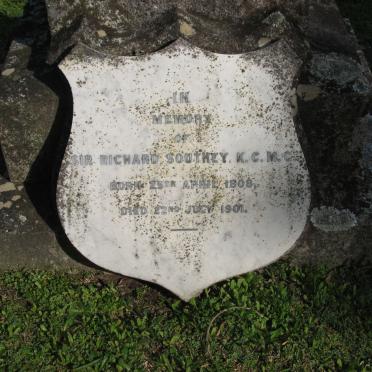 IN
MEMORY
OF
SIR RICHARD SOUTHEY, K.C.M.G.
BORN 25TH APRIL 1808,
DIED 22ND JULY 1901.